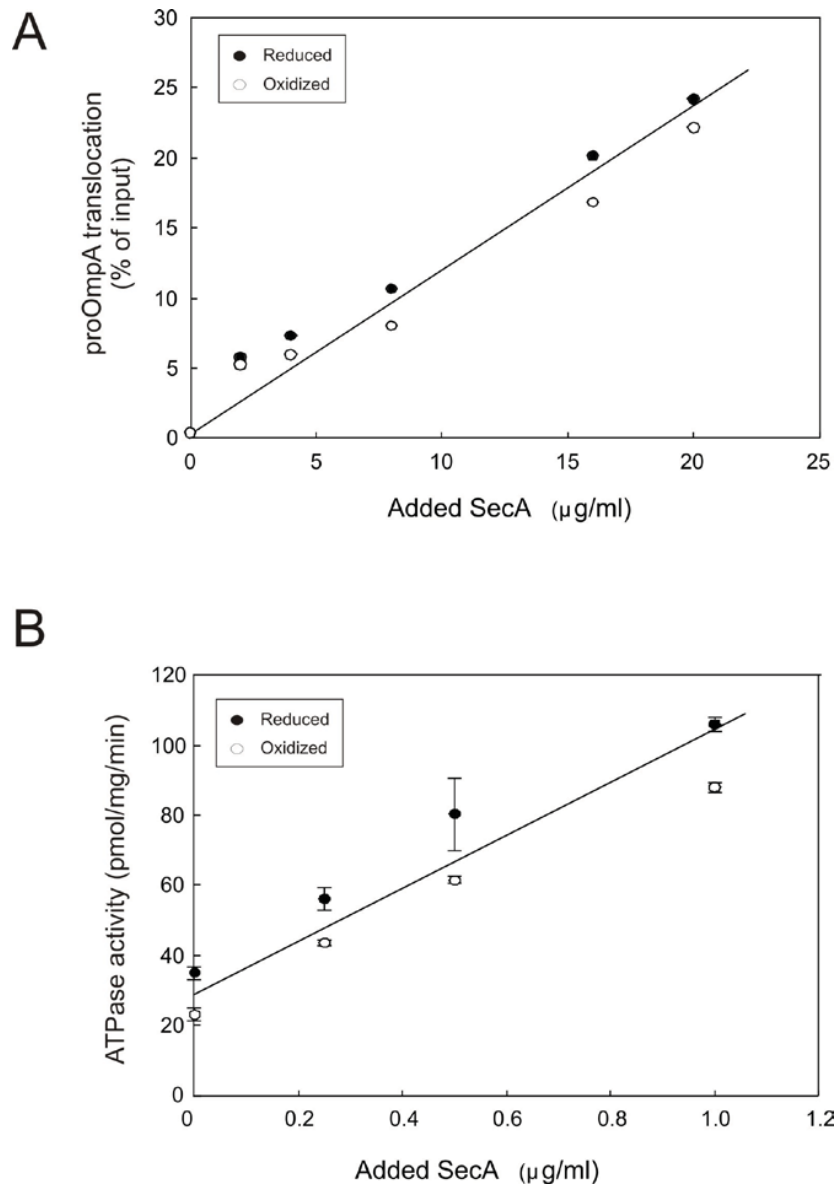 A
30
25
20
15
10
5
0
proOmpA translocation
(% of input)
Reduced
Oxidized
0 5 10 15 20 25
Added SecA (μg/ml)
B
120
100
80
60
40
20
0
ATPase activity (pmol/mg/min)
Reduced
Oxidized
0 0.2 0.4 0.6 0.8 1.0 1.2
Added SecA (μg/ml)